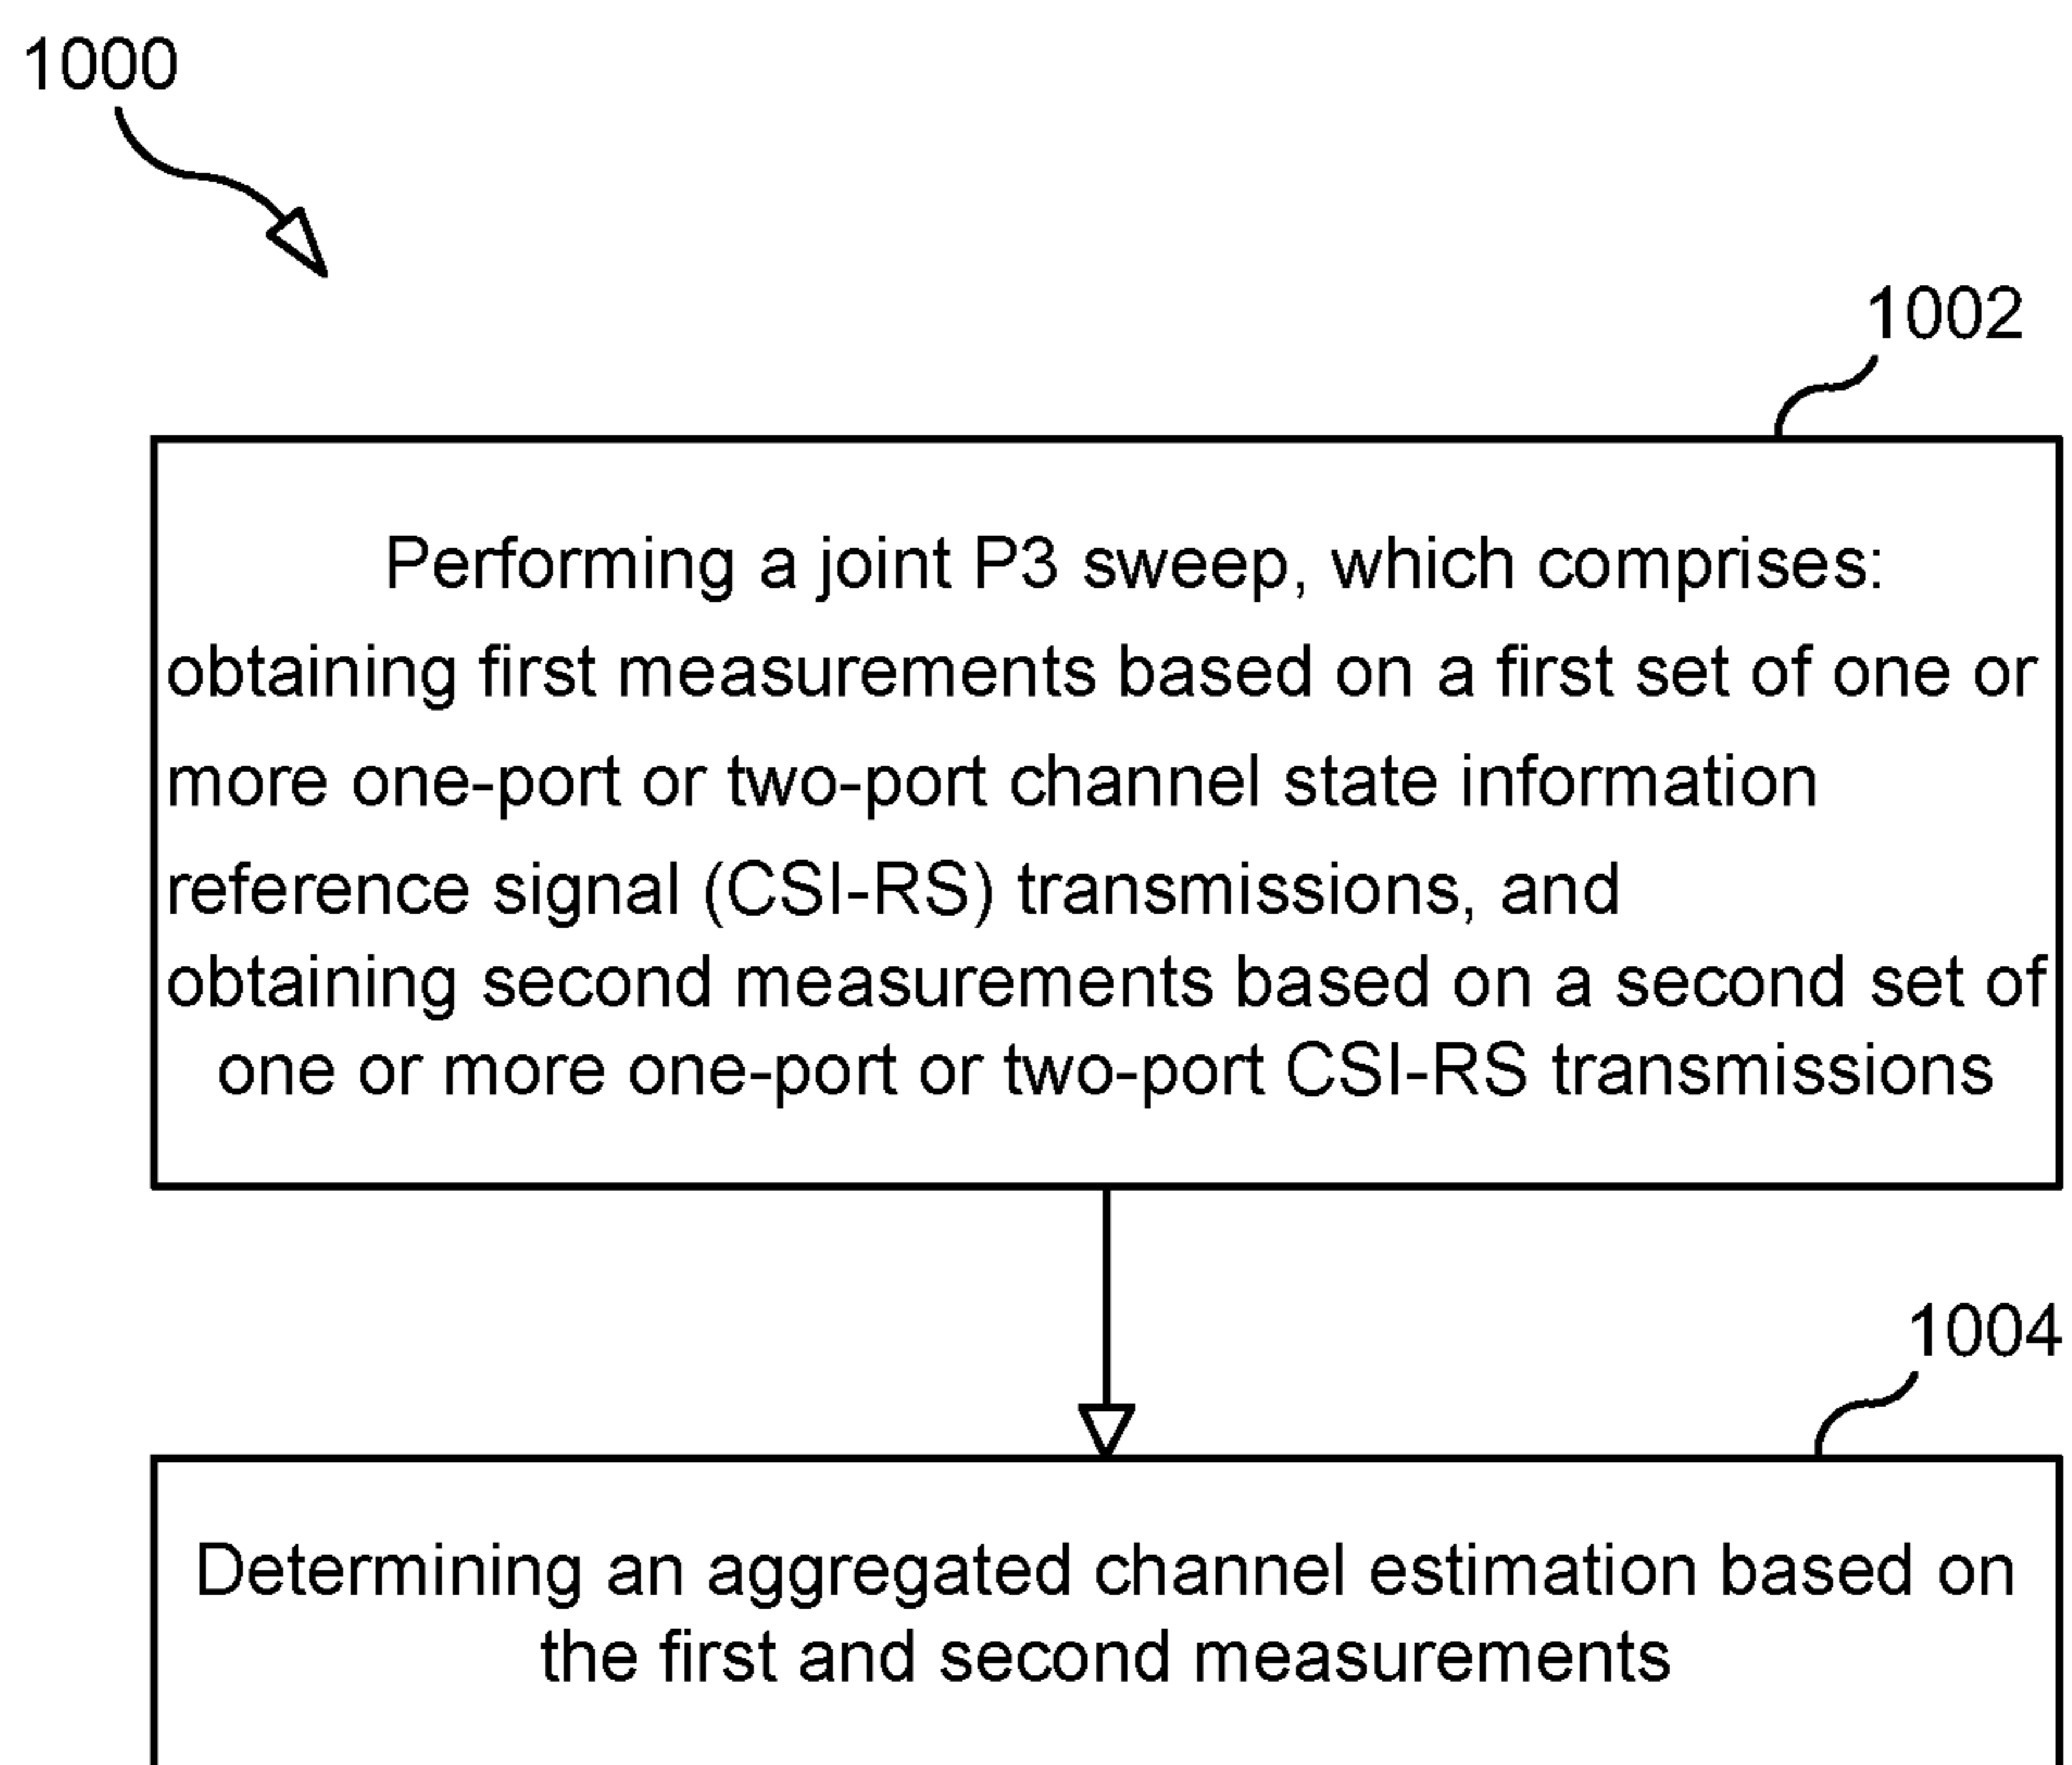 1000
1002
Performing a joint P3 sweep, which comprises:
obtaining first measurements based on a first set of one or
more one-port or two-port channel state information
reference signal (CSI-RS) transmissions, and
obtaining second measurements based on a second set of
one or more one-port or two-port CSI-RS transmissions
1004
Determining an aggregated channel estimation based on
the first and second measurements